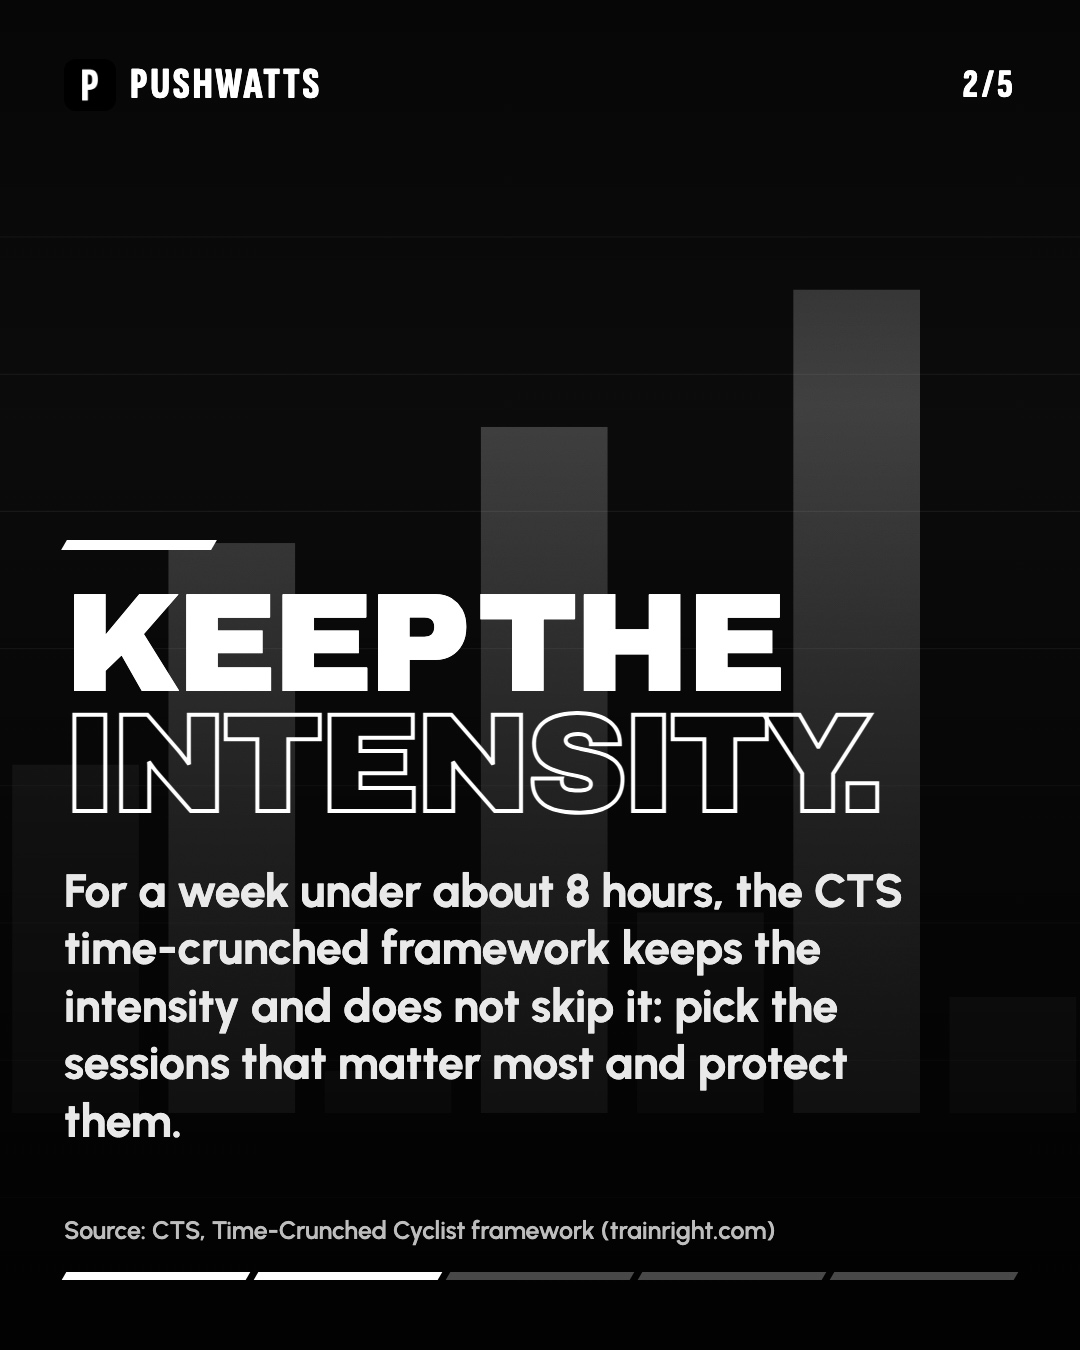 P PUSHWATTS
2/5
KEEP THE
INTENSITY.
For a week under about 8 hours, the CTS
time-crunched framework keeps the
intensity and does not skip it: pick the
sessions that matter most and protect
them.
Source: CTS, Time-Crunched Cyclist framework (trainright.com)